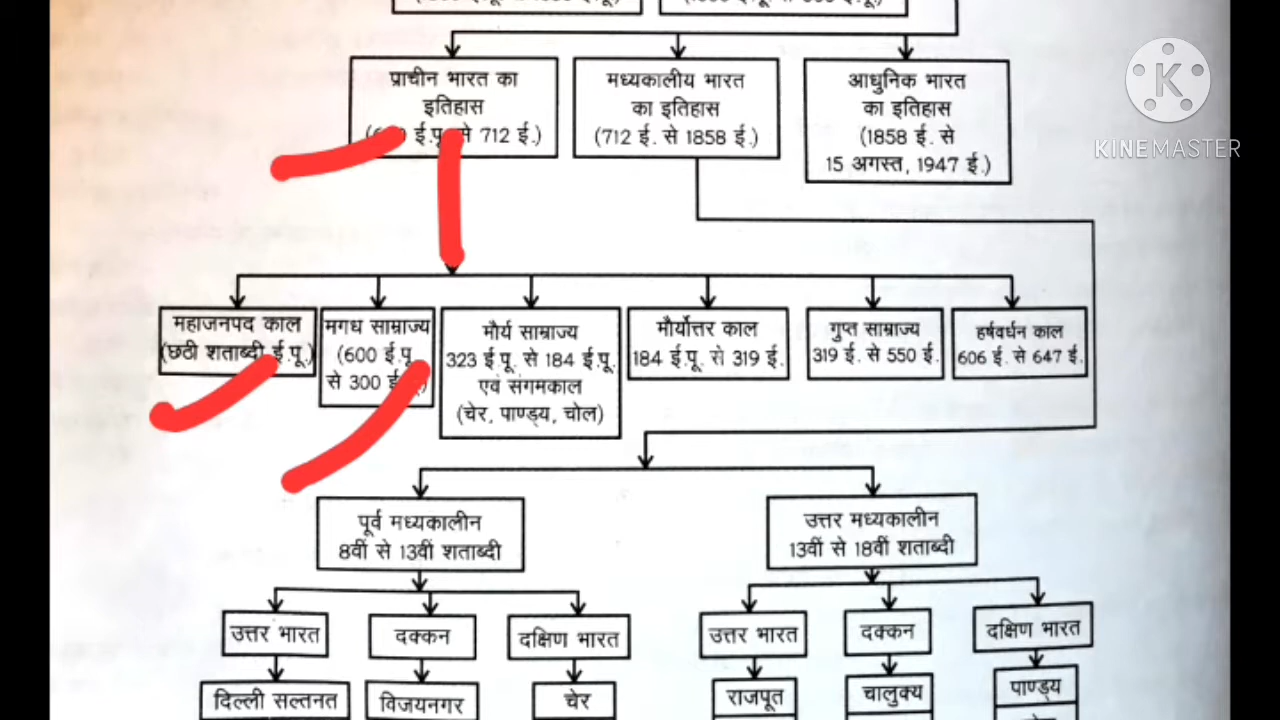 प्राचीन भारत का
इतिहास
ई.पू. से 712 ई.)
मध्यकालीय भारत
का इतिहास
(712 ई. से 1858 ई.)
आधुनिक भारत
का इतिहास
(1858 ई. से
15 अगस्त, 1947 ई.)
K
KINEMASTER
महाजनपद काल
(छठी शताब्दी ई.पू.)
मगध साम्राज्य
(600 ई.पू.
से 300
मौर्य साम्राज्य
323 ई.पू. से 184 ई.पू.
एवं संगमकाल
(चेर, पाण्ड्य, चोल)
मौर्योत्तर काल
184 ई.पू. से 319 ई.
गुप्त साम्राज्य
319 ई. से 550 ई.
हर्षवर्धन काल
606 ई. से 647 ई.
पूर्व मध्यकालीन
8वीं से 13वीं शताब्दी
उत्तर मध्यकालीन
13वीं से 18वीं शताब्दी
उत्तर भारत
दक्कन
दक्षिण भारत
उत्तर भारत
दक्कन
दक्षिण भारत
दिल्ली सल्तनत
विजयनगर
चेर
राजपूत
चालुक्य
पाण्ड्य